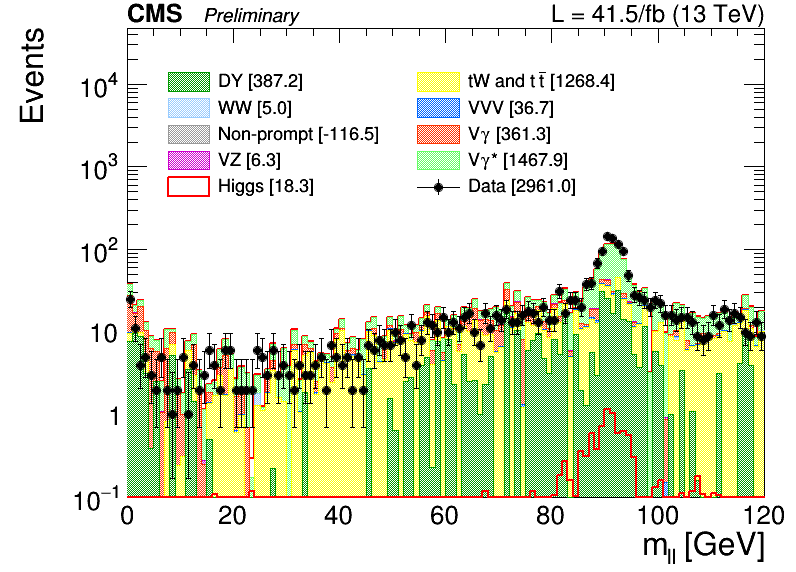 CMS Preliminary L = 41.5/fb (13 TeV)
Events
10⁴
10³
10²
10
1
10⁻¹
DY [387.2]
tW and tt̅ [1268.4]
WW [5.0]
VVV [36.7]
Non-prompt [-116.5]
Vγ [361.3]
VZ [6.3]
Vγ* [1467.9]
Higgs [18.3]
Data [2961.0]
0 20 40 60 80 100 120
m_ll [GeV]